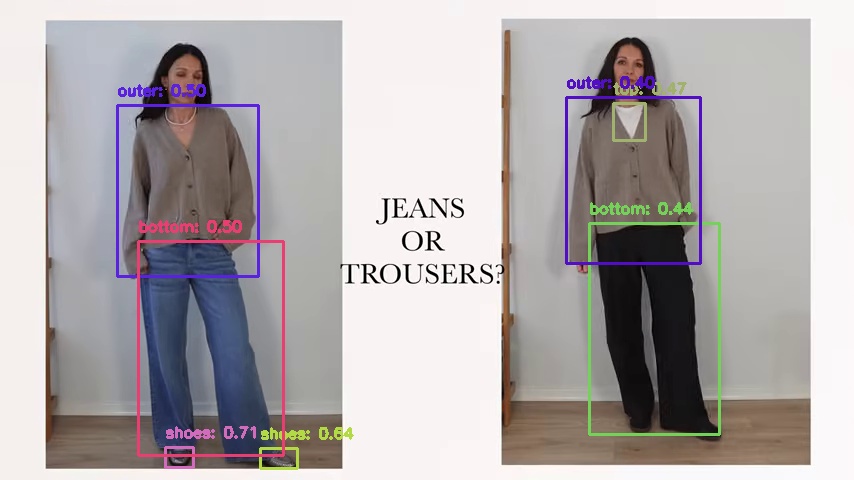 outer: 0.50
outer: 0.40
bottom: 0.44
bottom: 0.50
JEANS
OR
TROUSERS?
shoes: 0.71
shoes: 0.64